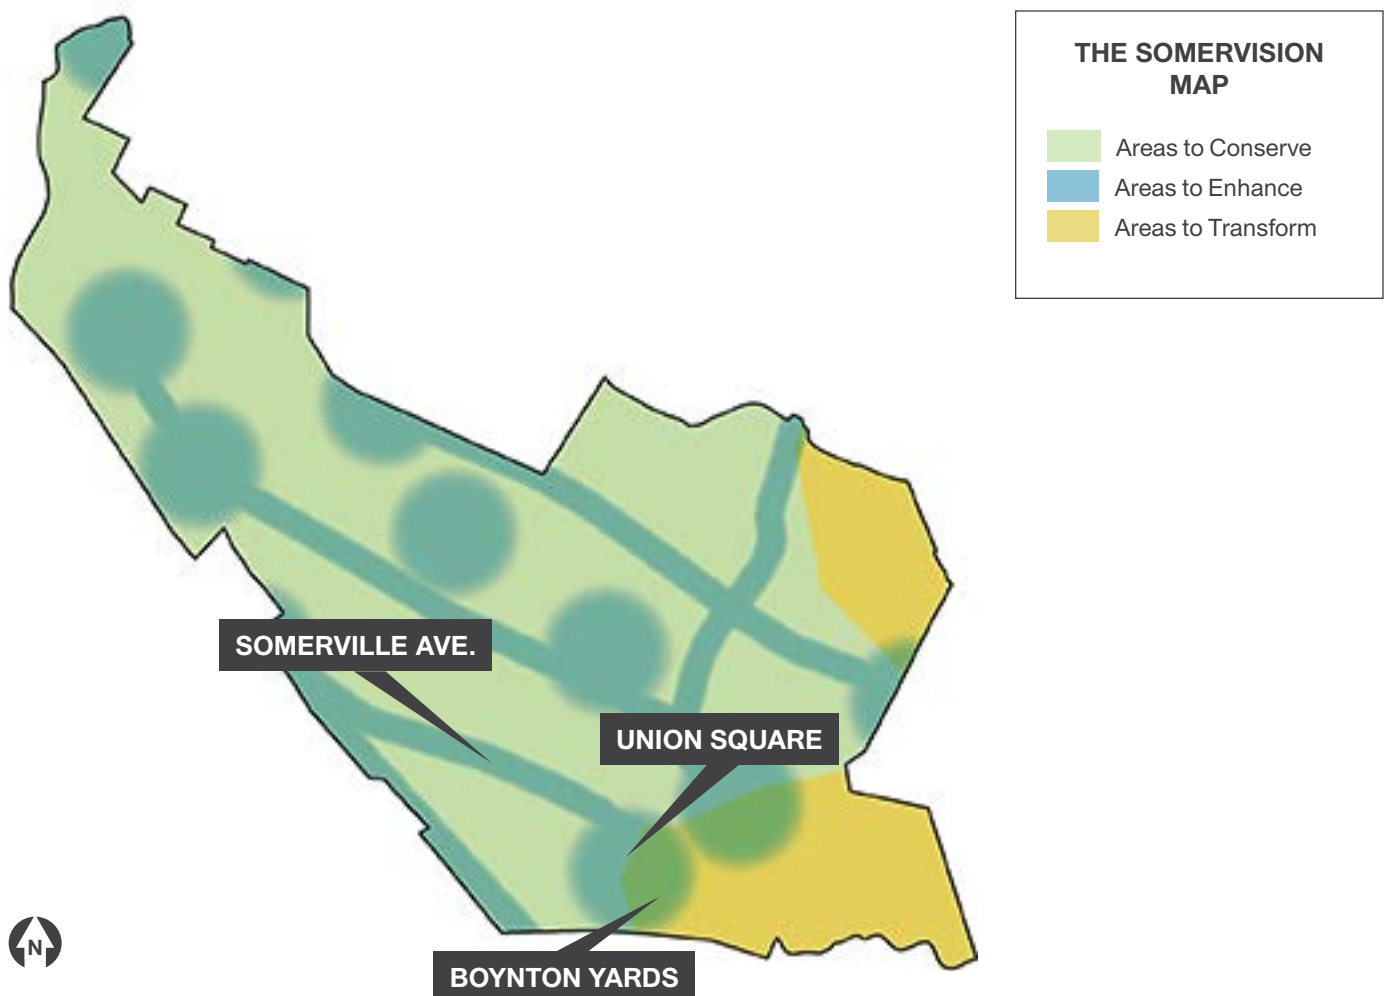 THE SOMERVISION
MAP
Areas to Conserve
Areas to Enhance
Areas to Transform
SOMERVILLE AVE.
UNION SQUARE
BOYNTON YARDS
N